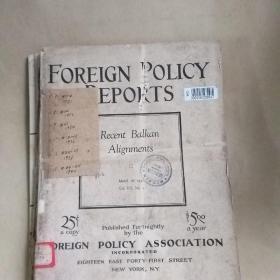 FOREIGN POLICY
REPORTS
Recent Balkan
Alignments
25¢
a copy
Published Fortnightly
by the
$5.00
a year
FOREIGN POLICY ASSOCIATION
INCORPORATED
EIGHTEEN EAST FORTY-FIRST STREET
NEW YORK, N.Y.